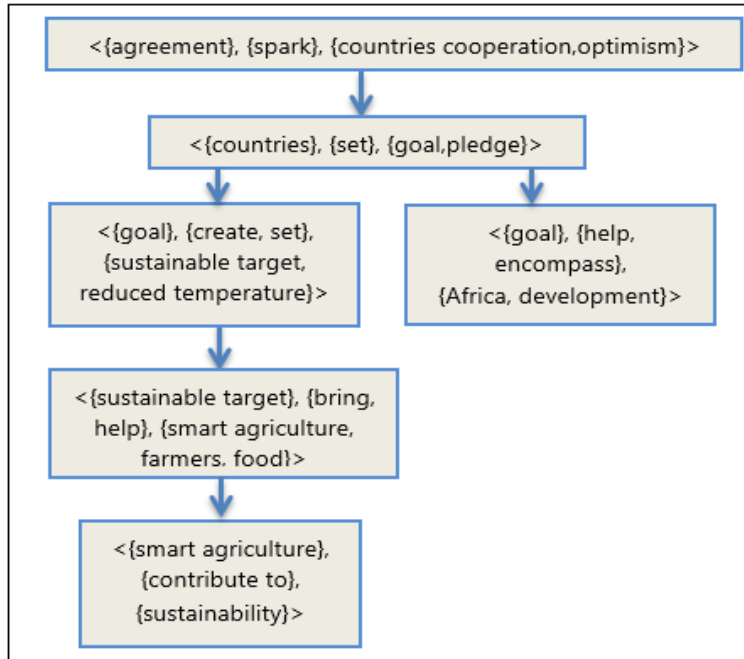 <{agreement}, {spark}, {countries cooperation,optimism}>
<{countries}, {set}, {goal,pledge}>
<{goal}, {create, set},
{sustainable target,
reduced temperature}>
<{goal}, {help,
encompass},
{Africa, development}>
<{sustainable target}, {bring,
help}, {smart agriculture,
farmers, food}>
<{smart agriculture},
{contribute to},
{sustainability}>